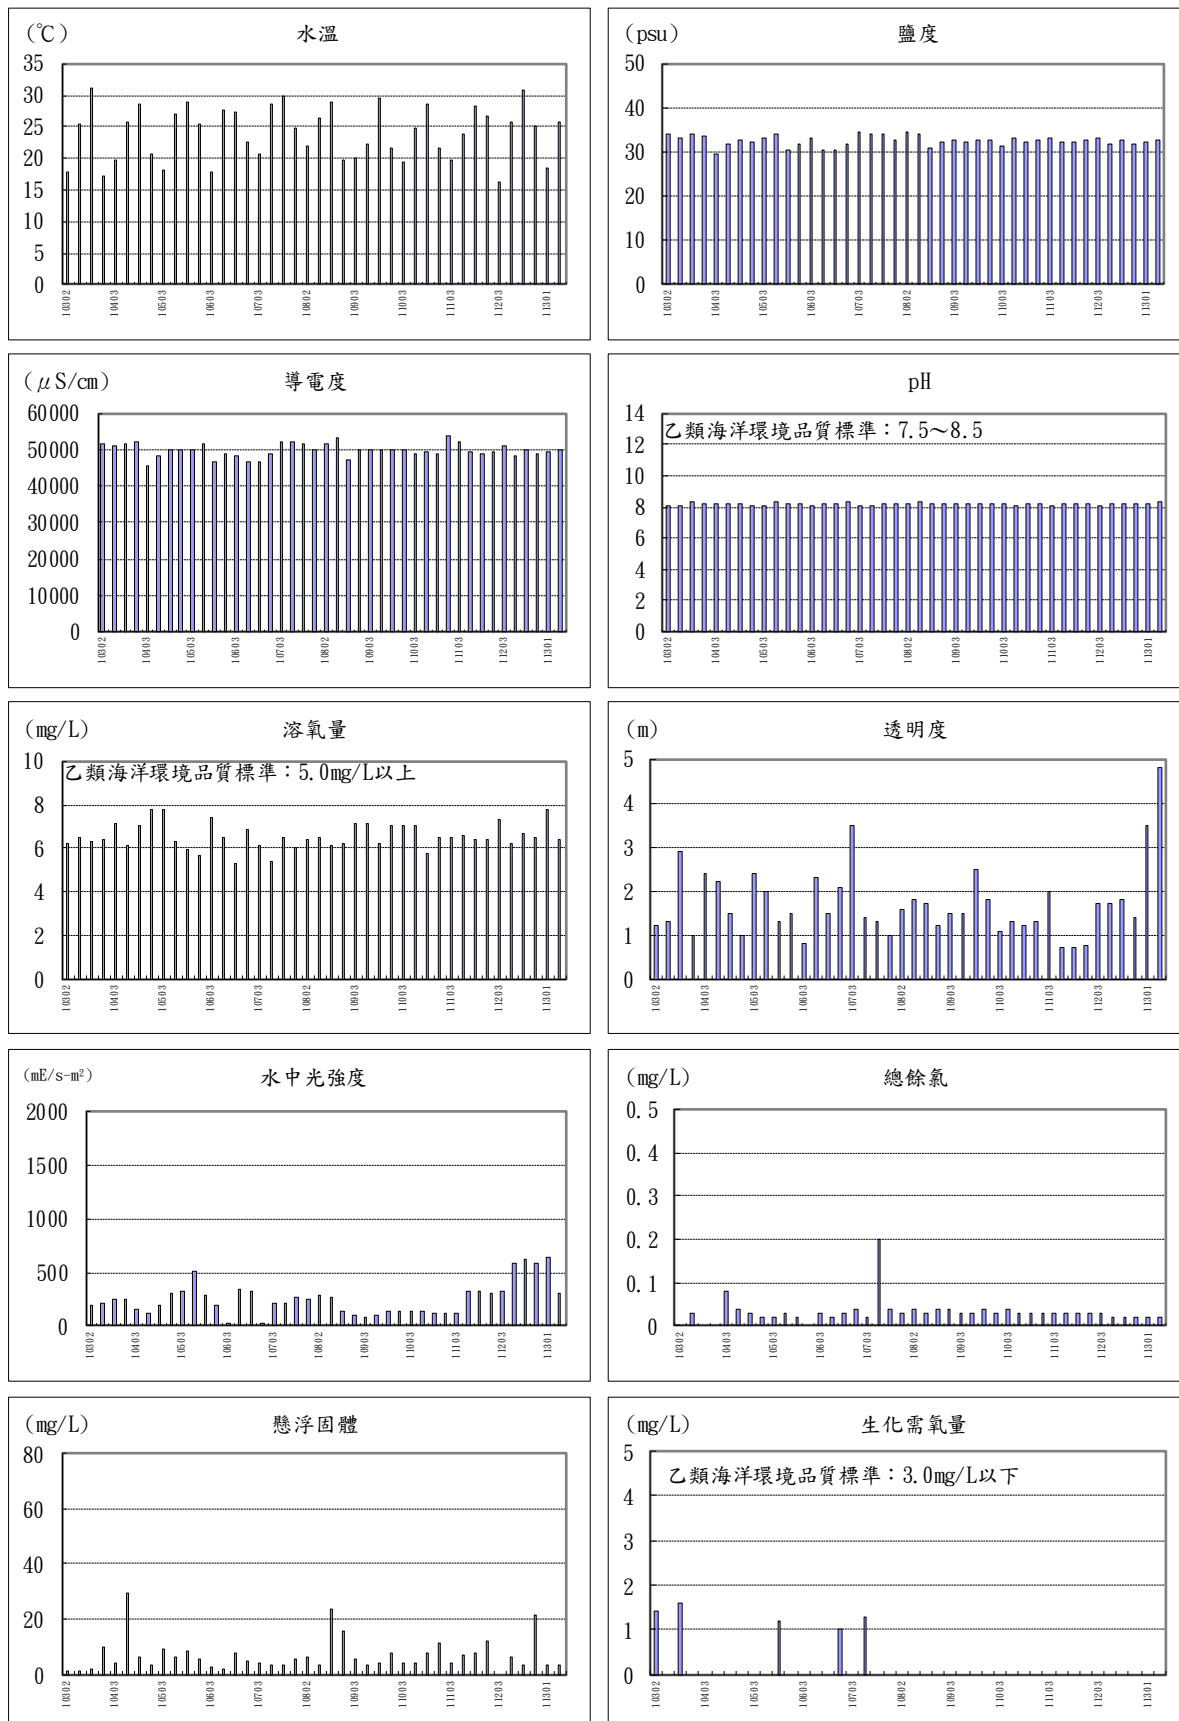 (℃) 水溫
35
30
25
20
15
10
5
0
10302 10403 10503 10603 10703 10802 10903 11003 11103 11203 11301
(psu) 鹽度
50
40
30
20
10
0
10302 10403 10503 10603 10703 10802 10903 11003 11103 11203 11301
(μS/cm) 導電度
60000
50000
40000
30000
20000
10000
0
10302 10403 10503 10603 10703 10802 10903 11003 11103 11203 11301
pH
14
乙類海洋環境品質標準：7.5～8.5
12
10
8
6
4
2
0
10302 10403 10503 10603 10703 10802 10903 11003 11103 11203 11301
(mg/L) 溶氧量
10
乙類海洋環境品質標準：5.0mg/L以上
8
6
4
2
0
10302 10403 10503 10603 10703 10802 10903 11003 11103 11203 11301
(m) 透明度
5
4
3
2
1
0
10302 10403 10503 10603 10703 10802 10903 11003 11103 11203 11301
(mE/s-m²) 水中光強度
2000
1500
1000
500
0
10302 10403 10503 10603 10703 10802 10903 11003 11103 11203 11301
(mg/L) 總餘氯
0.5
0.4
0.3
0.2
0.1
0
10302 10403 10503 10603 10703 10802 10903 11003 11103 11203 11301
(mg/L) 懸浮固體
80
60
40
20
0
10302 10403 10503 10603 10703 10802 10903 11003 11103 11203 11301
(mg/L) 生化需氧量
5
乙類海洋環境品質標準：3.0mg/L以下
4
3
2
1
0
10302 10403 10503 10603 10703 10802 10903 11003 11103 11203 11301